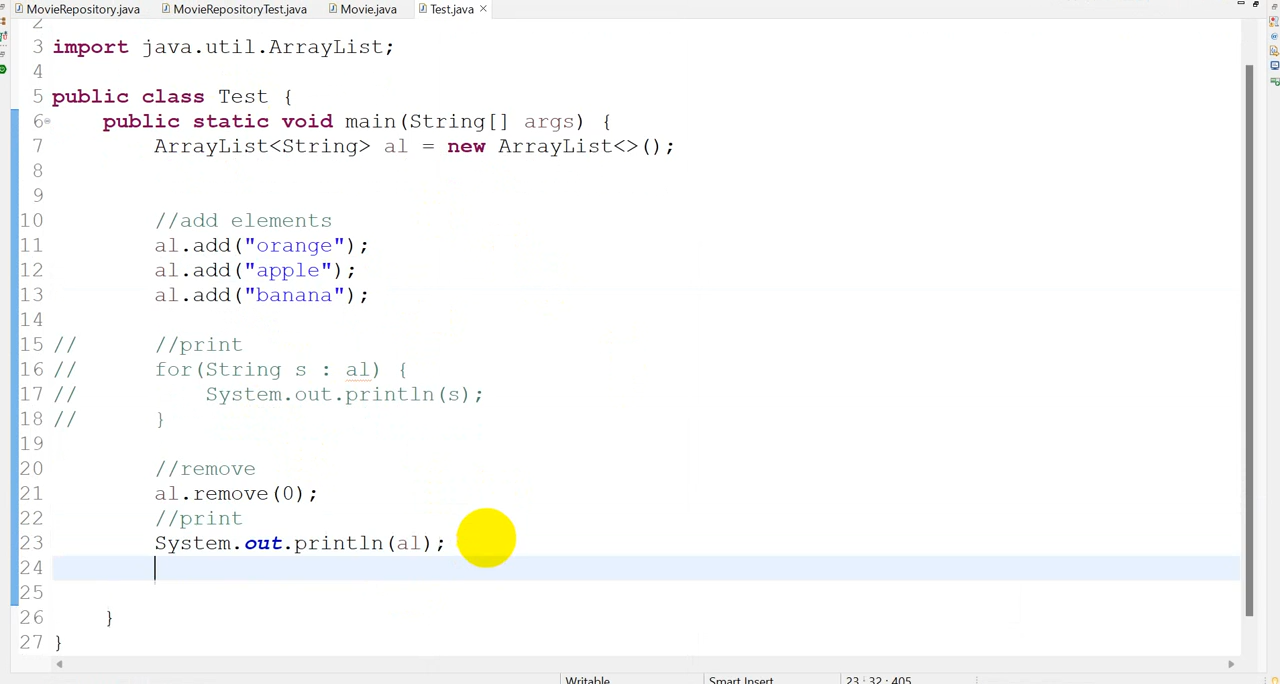 MovieRepository.java MovieRepositoryTest.java Movie.java Test.java
2
3 import java.util.ArrayList;
4
5 public class Test {
6 public static void main(String[] args) {
7 ArrayList<String> al = new ArrayList<>();
8
9
10 //add elements
11 al.add("orange");
12 al.add("apple");
13 al.add("banana");
14
15 // //print
16 // for(String s : al) {
17 // System.out.println(s);
18 // }
19
20 //remove
21 al.remove(0);
22 //print
23 System.out.println(al);
24
25
26 }
27 }
Writable Smart Insert 23 : 32 : 405